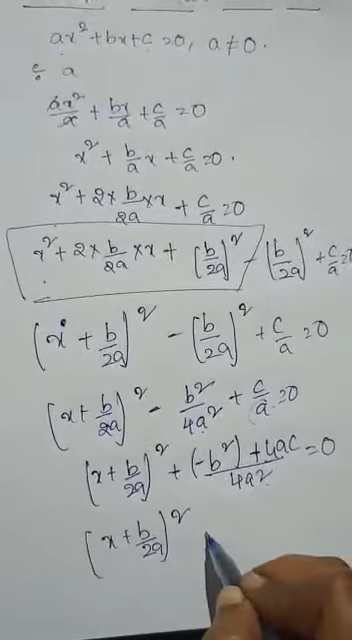 ax² + bx + c = 0, a ≠ 0.
÷ a
ax²/a + bx/a + c/a = 0
x² + b/a x + c/a = 0.
x² + 2 × b/2a × x + c/a = 0
x² + 2 × b/2a × x + (b/2a)² - (b/2a)² + c/a = 0
(x + b/2a)² - (b/2a)² + c/a = 0
(x + b/2a)² - b²/4a² + c/a = 0
(x + b/2a)² + (-b²) + 4ac/4a² = 0
(x + b/2a)²